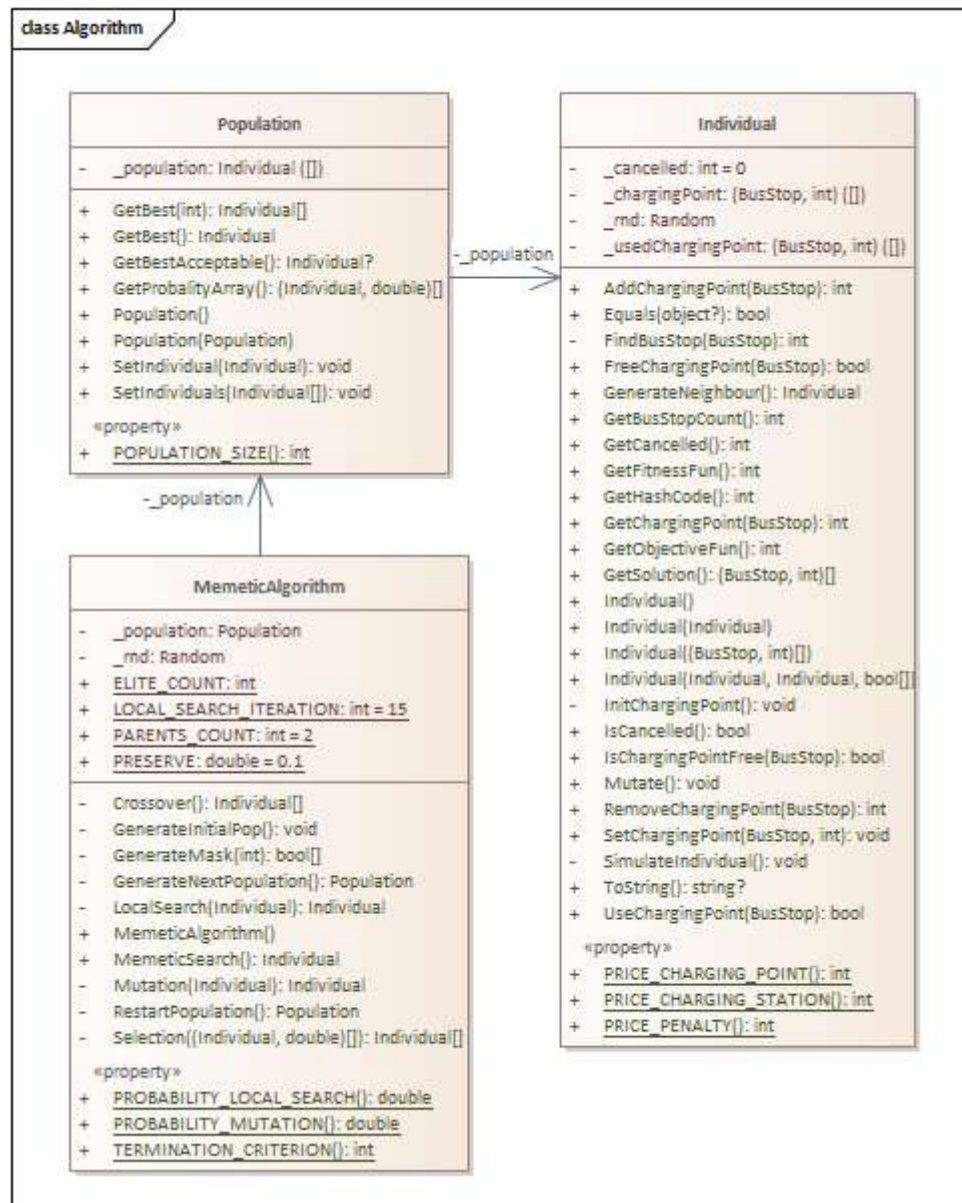 class Algorithm
Population
- _population: Individual ([])
+ GetBest(int): Individual[]
+ GetBest(): Individual
+ GetBestAcceptable(): Individual?
+ GetProbalityArray(): (Individual, double)[]
+ Population()
+ Population(Population)
+ SetIndividual(Individual): void
+ SetIndividuals(Individual[]): void
«property»
+ POPULATION_SIZE(): int
-_population
Individual
- _cancelled: int = 0
- _chargingPoint: (BusStop, int) ([])
- _rnd: Random
- _usedChargingPoint: (BusStop, int) ([])
+ AddChargingPoint(BusStop): int
+ Equals(object?): bool
- FindBusStop(BusStop): int
+ FreeChargingPoint(BusStop): bool
+ GenerateNeighbour(): Individual
+ GetBusStopCount(): int
+ GetCancelled(): int
+ GetFitnessFun(): int
+ GetHashCode(): int
+ GetChargingPoint(BusStop): int
+ GetObjectiveFun(): int
+ GetSolution(): (BusStop, int)[]
+ Individual()
+ Individual(Individual)
+ Individual((BusStop, int)[])
+ Individual(Individual, Individual, bool[])
- InitChargingPoint(): void
+ IsCancelled(): bool
+ IsChargingPointFree(BusStop): bool
+ Mutate(): void
+ RemoveChargingPoint(BusStop): int
+ SetChargingPoint(BusStop, int): void
- SimulateIndividual(): void
+ ToString(): string?
+ UseChargingPoint(BusStop): bool
«property»
+ PRICE_CHARGING_POINT(): int
+ PRICE_CHARGING_STATION(): int
+ PRICE_PENALTY(): int
-_population
MemeticAlgorithm
- _population: Population
- _rnd: Random
+ ELITE_COUNT: int
+ LOCAL_SEARCH_ITERATION: int = 15
+ PARENTS_COUNT: int = 2
+ PRESERVE: double = 0.1
- Crossover(): Individual[]
- GenerateInitialPop(): void
- GenerateMask(int): bool[]
- GenerateNextPopulation(): Population
- LocalSearch(Individual): Individual
+ MemeticAlgorithm()
+ MemeticSearch(): Individual
- Mutation(Individual): Individual
- RestartPopulation(): Population
- Selection((Individual, double)[]): Individual[]
«property»
+ PROBABILITY_LOCAL_SEARCH(): double
+ PROBABILITY_MUTATION(): double
+ TERMINATION_CRITERION(): int